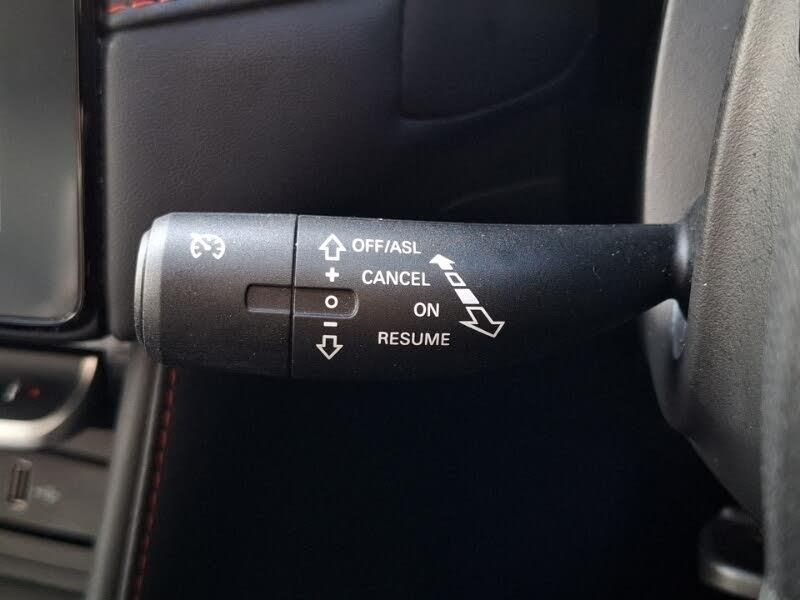 OFF/ASL
+ CANCEL
O ON
- RESUME